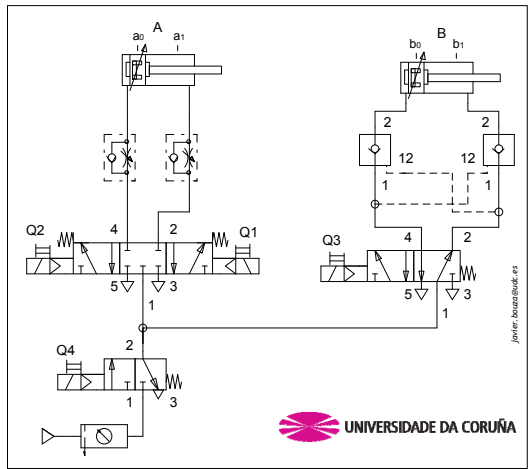 A
a0 a1
B
b0 b1
2 2
12 12
1 1
Q2 4 2 Q1
Q3 4 2
5 3
5 3
1
1
2
Q4
1 3
javier.bouza@udc.es
UNIVERSIDADE DA CORUÑA